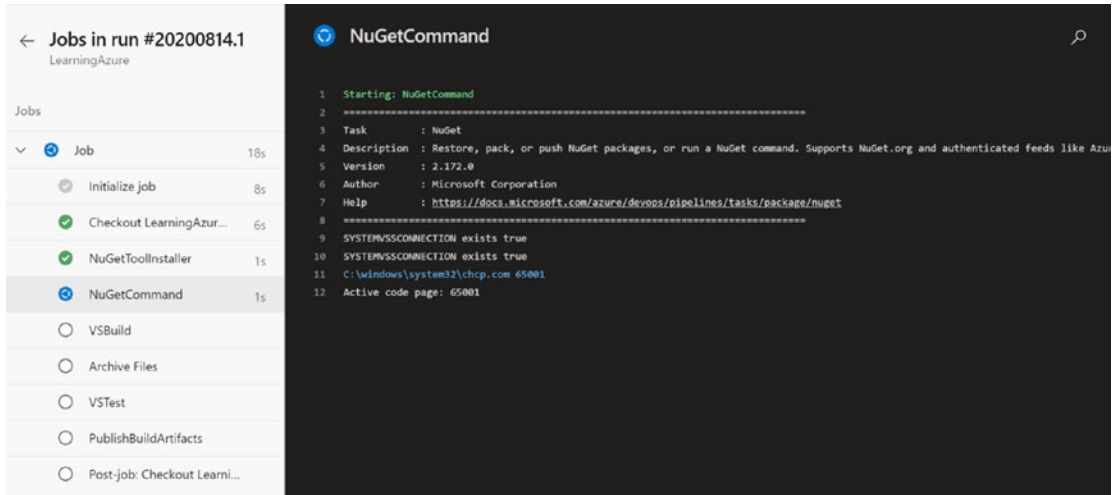 Jobs in run #20200814.1
LearningAzure
Jobs
Job 18s
Initialize job 8s
Checkout LearningAzur... 6s
NuGetToolInstaller 1s
NuGetCommand 1s
VSBuild
Archive Files
VSTest
PublishBuildArtifacts
Post-job: Checkout Learni...
NuGetCommand
1 Starting: NuGetCommand
2 ==============================================================================
3 Task : NuGet
4 Description : Restore, pack, or push NuGet packages, or run a NuGet command. Supports NuGet.org and authenticated feeds like Azu
5 Version : 2.172.0
6 Author : Microsoft Corporation
7 Help : https://docs.microsoft.com/azure/devops/pipelines/tasks/package/nuget
8 ==============================================================================
9 SYSTEMVSSCONNECTION exists true
10 SYSTEMVSSCONNECTION exists true
11 C:\windows\system32\chcp.com 65001
12 Active code page: 65001